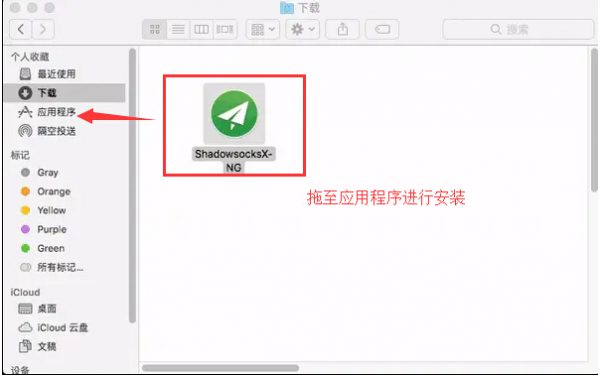 下载
搜索
个人收藏
最近使用
下载
应用程序
隔空投送
标记
Gray
Orange
Yellow
Purple
Green
所有标记...
iCloud
桌面
iCloud 云盘
文稿
设备
ShadowsocksX-
NG
拖至应用程序进行安装